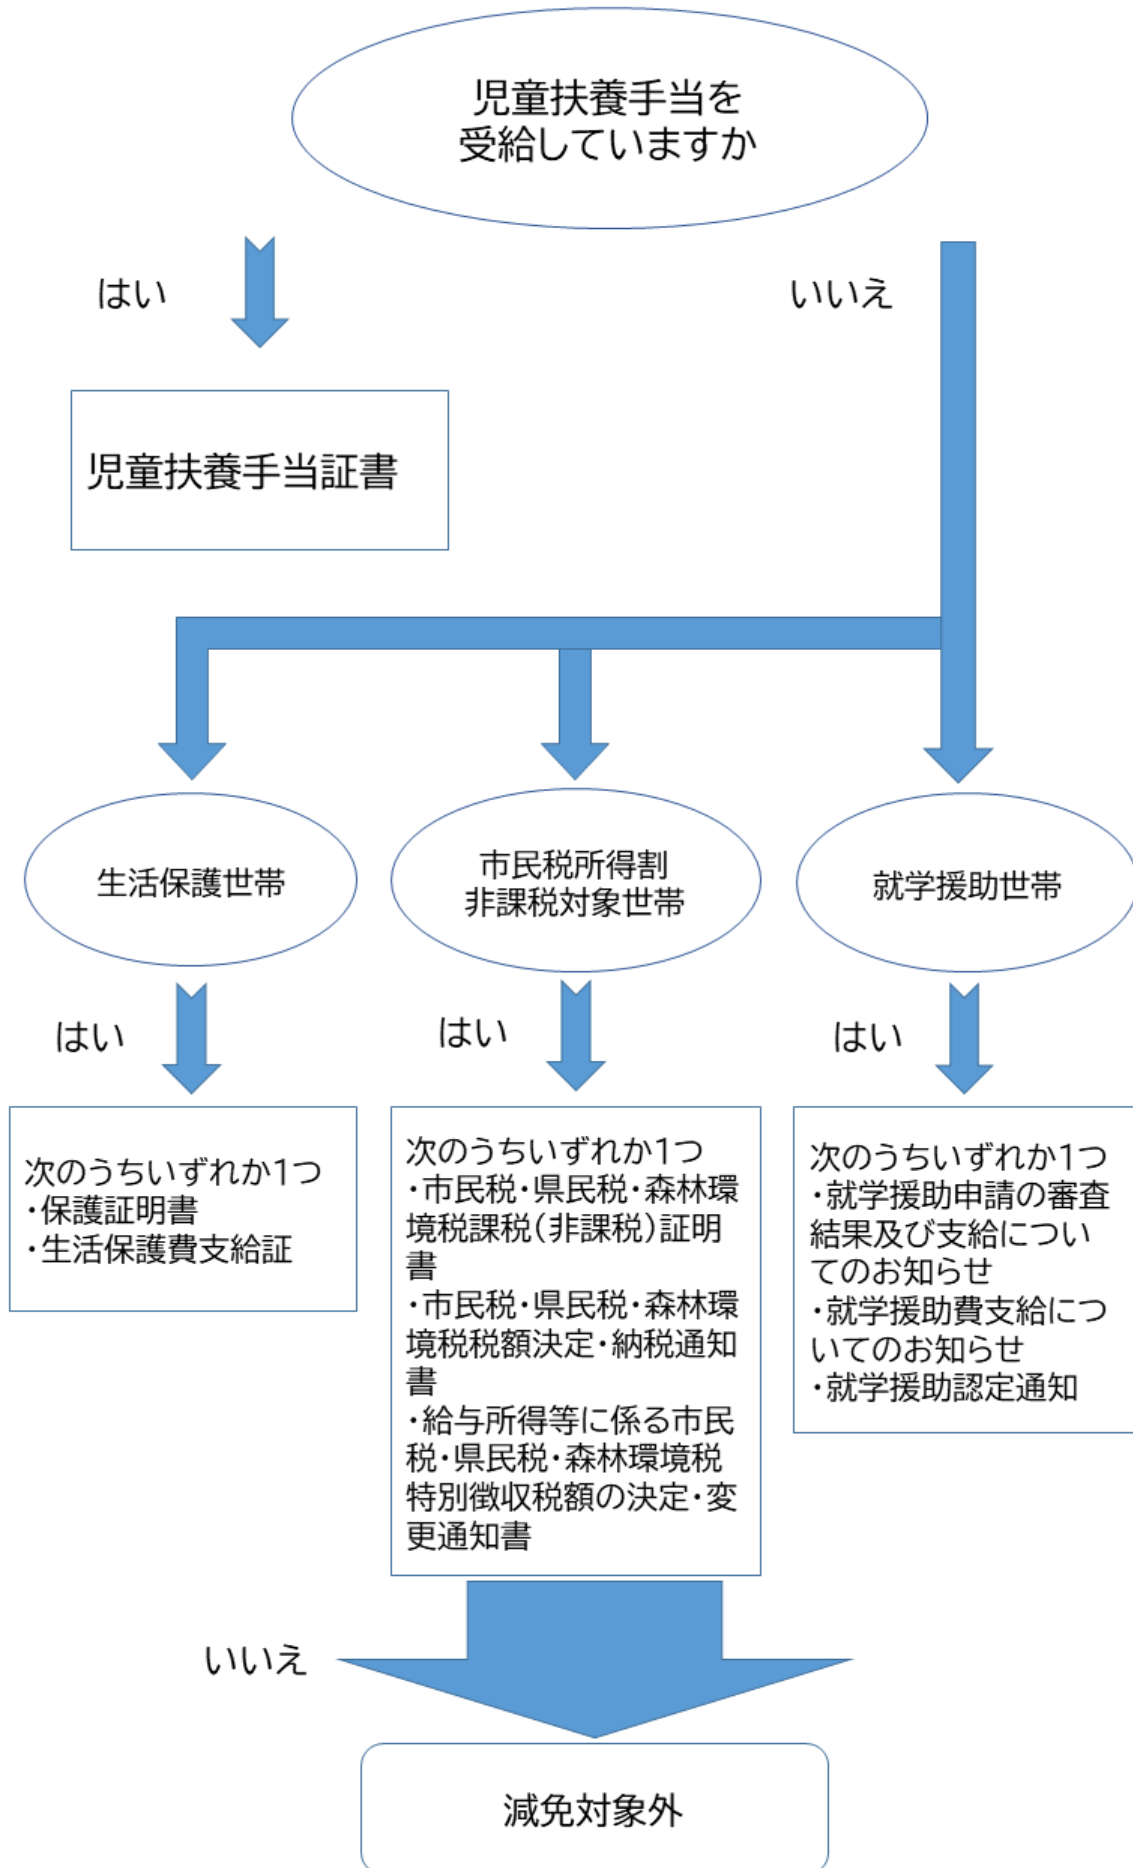 児童扶養手当を
受給していますか
はい
いいえ
児童扶養手当証書
生活保護世帯
市民税所得割
非課税対象世帯
就学援助世帯
はい
はい
はい
次のうちいずれか1つ
・保護証明書
・生活保護費支給証
次のうちいずれか1つ
・市民税・県民税・森林環
境税課税(非課税)証明
書
・市民税・県民税・森林環
境税税額決定・納税通知
書
・給与所得等に係る市民
税・県民税・森林環境税
特別徴収税額の決定・変
更通知書
次のうちいずれか1つ
・就学援助申請の審査
結果及び支給につい
てのお知らせ
・就学援助費支給につ
いてのお知らせ
・就学援助認定通知
いいえ
減免対象外